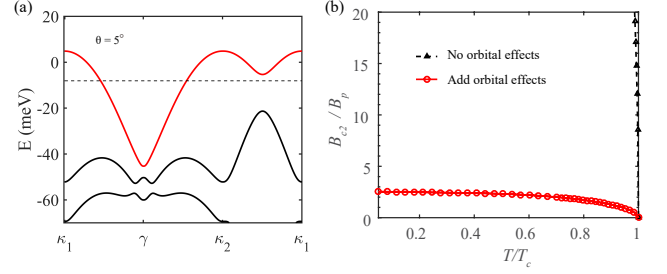 (a)
θ = 5°
E (meV)
20
0
-20
-40
-60
κ1
γ
κ2
κ1
(b)
No orbital effects
Add orbital effects
Bc2 / Bp
20
15
10
5
0
0.2
0.4
0.6
0.8
1
T/Tc